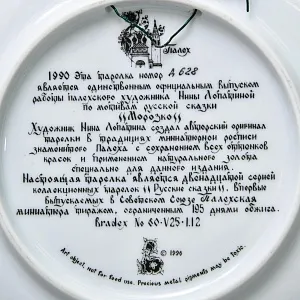 Палех
1990 Эта тарелка номер A 628
является единственным официальным выпуском
работы палехского художника Нины Лопатиной
по мотивам русской сказки
"Морозко"
Художник Нина Лопатина создал авторский оригинал
тарелки в традициях миниатюрной росписи
знаменитого Палеха с сохранением всех оттенков
красок и применением натурального золота
специально для данного издания.
Настоящая тарелка является двенадцатой серией
коллекционных тарелок "Русские сказки". Впервые
выпускаемых в Советском Союзе Палехская
миниатюра тиражом, ограниченным 195 днями обжига.
Bradex No 80-V25-1.12
© 1990
Art object, not for food use. Precious metal pigments may be toxic.